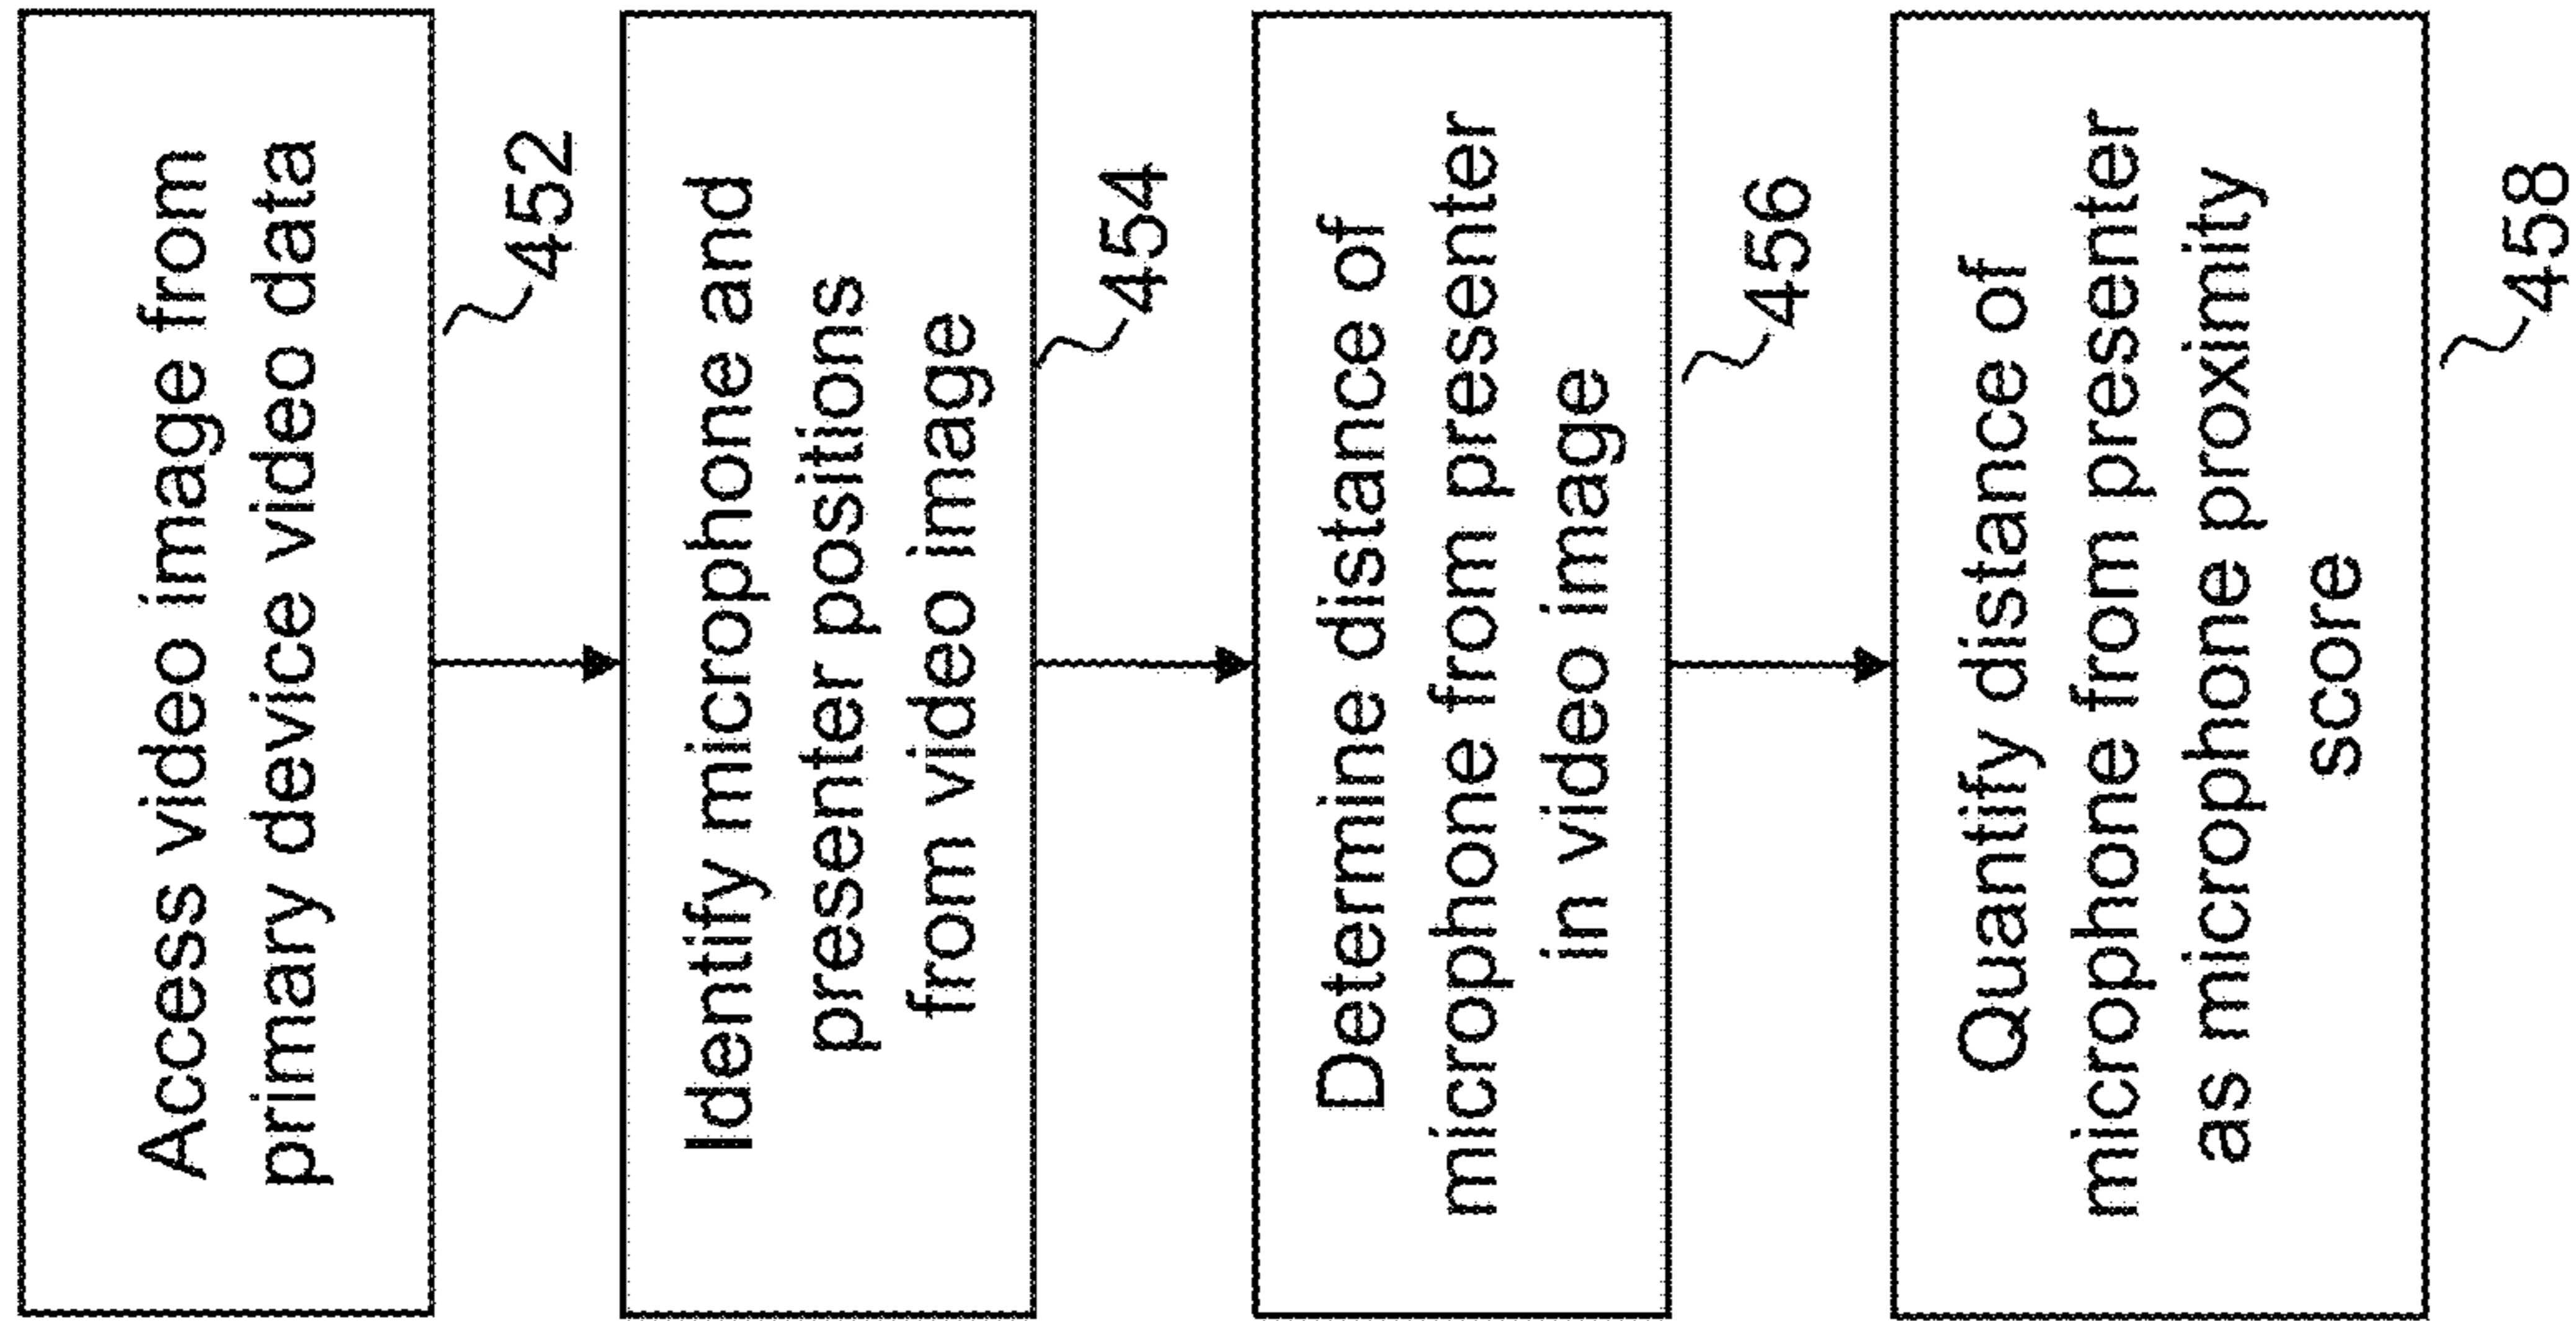 Access video image from
primary device video data
452
Identify microphone and
presenter positions
from video image
454
Determine distance of
microphone from presenter
in video image
456
Quantify distance of
microphone from presenter
as microphone proximity
score
458